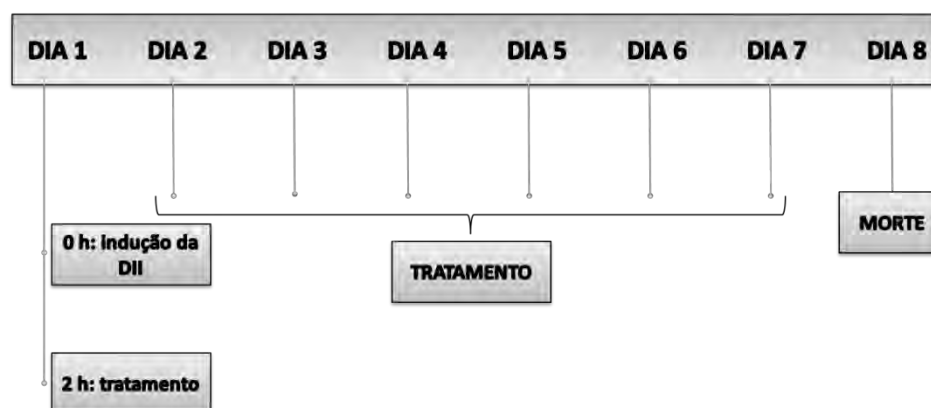 DIA 1 DIA 2 DIA 3 DIA 4 DIA 5 DIA 6 DIA 7 DIA 8
0 h: indução da
DII
TRATAMENTO
MORTE
2 h: tratamento